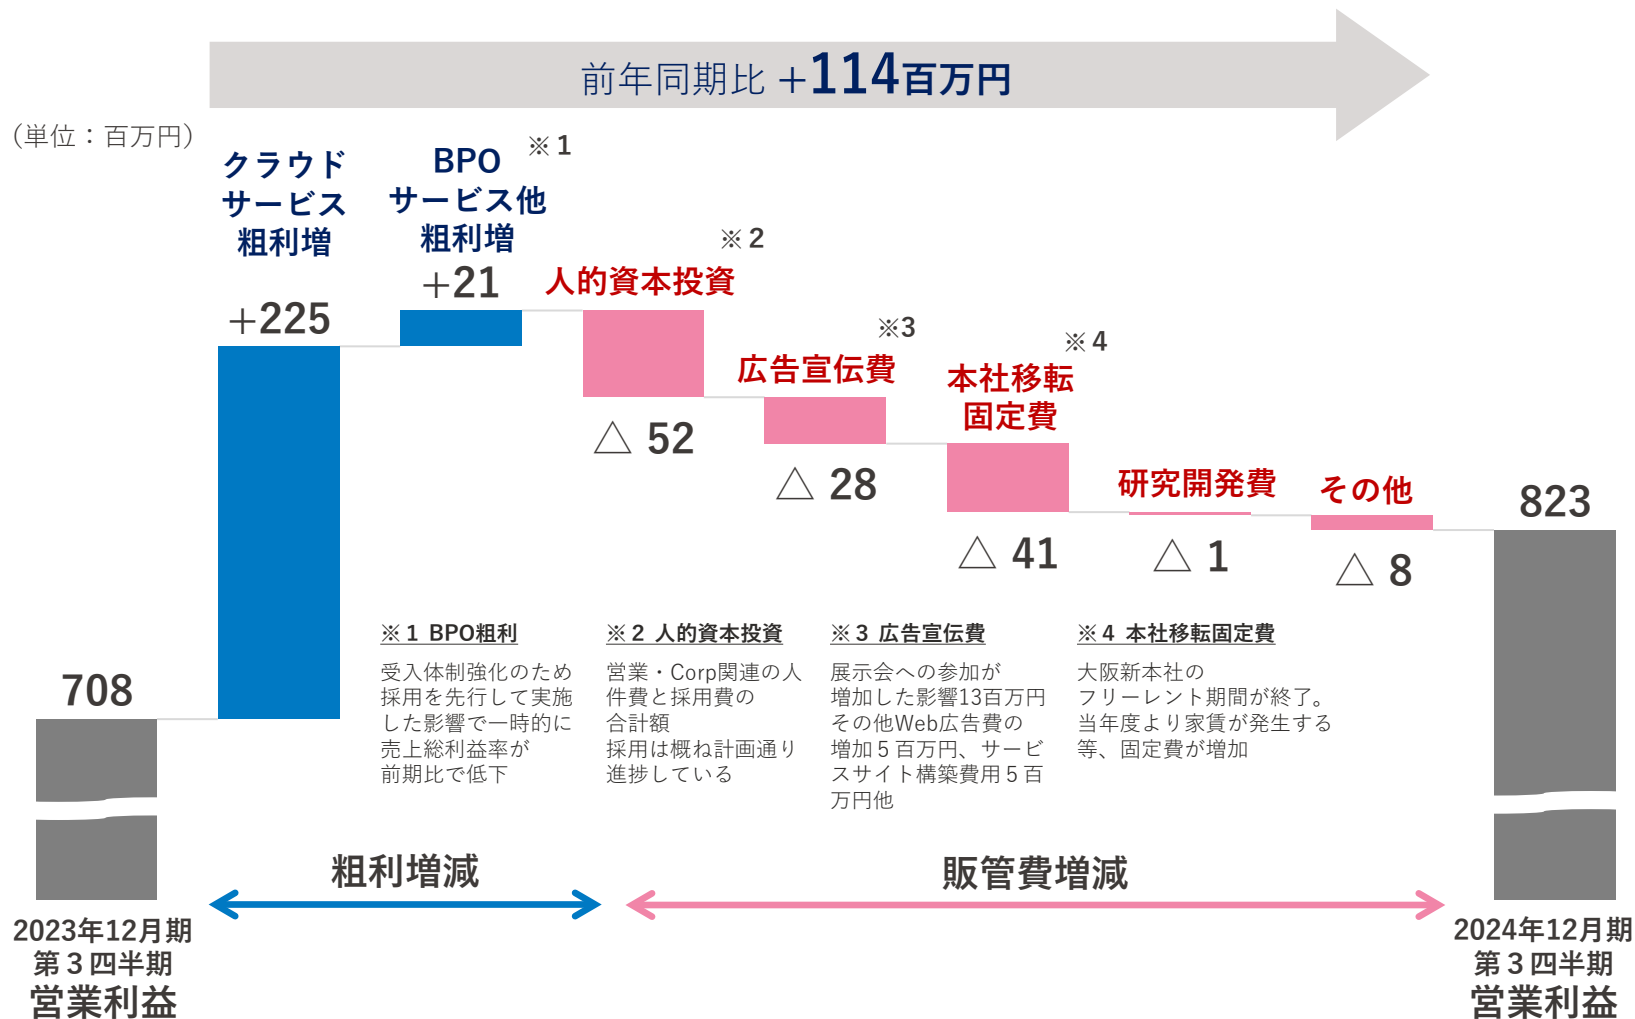 前年同期比 +114百万円
（単位：百万円）
クラウド
サービス
粗利増
+225
BPO
サービス他
粗利増
※１
+21
人的資本投資
※２
△ 52
広告宣伝費
※3
△ 28
本社移転
固定費
※４
△ 41
研究開発費
△ 1
その他
△ 8
708
823
※１ BPO粗利
受入体制強化のため
採用を先行して実施
した影響で一時的に
売上総利益率が
前期比で低下
※２ 人的資本投資
営業・Corp関連の人
件費と採用費の
合計額
採用は概ね計画通り
進捗している
※３ 広告宣伝費
展示会への参加が
増加した影響13百万円
その他Web広告費の
増加５百万円、サービ
スサイト構築費用５百
万円他
※４ 本社移転固定費
大阪新本社の
フリーレント期間が終了。
当年度より家賃が発生する
等、固定費が増加
粗利増減
販管費増減
2023年12月期
第３四半期
営業利益
2024年12月期
第３四半期
営業利益